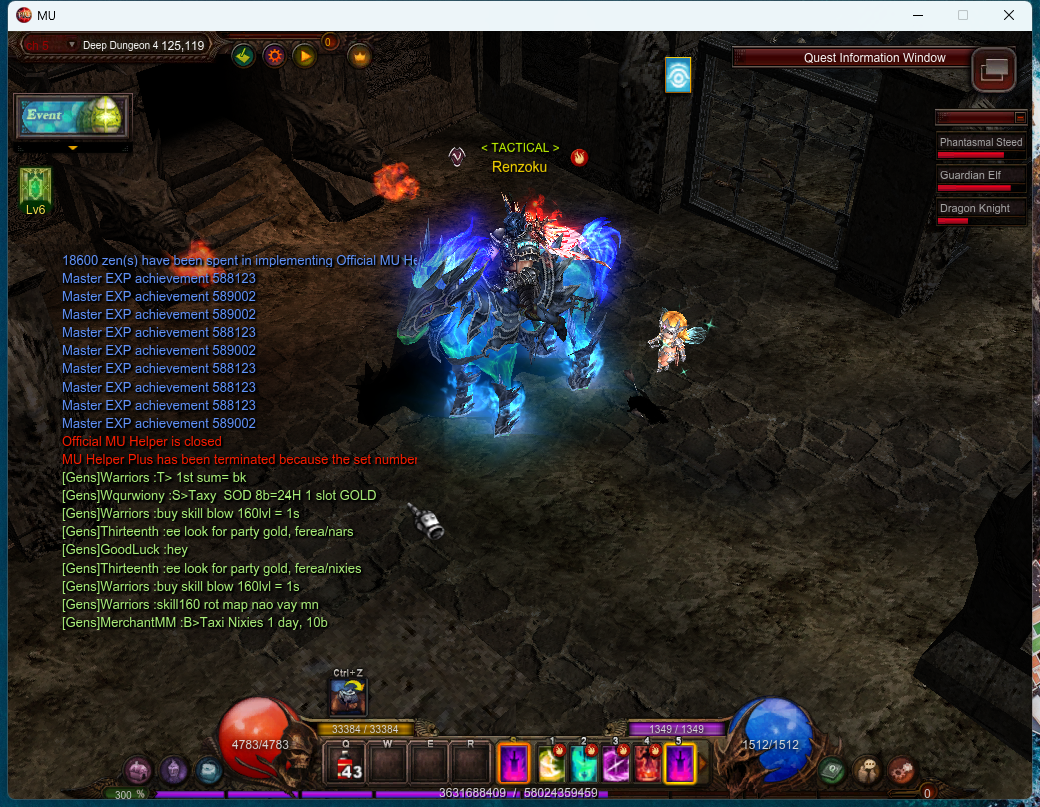 MU
Ch 5
Deep Dungeon 4 125,119
0
Quest Information Window
Event
Phantasmal Steed
Guardian Elf
Dragon Knight
< TACTICAL >
Renzoku
Lv6
18600 zen(s) have been spent in implementing Official MU He
Master EXP achievement 588123
Master EXP achievement 589002
Master EXP achievement 589002
Master EXP achievement 588123
Master EXP achievement 589002
Master EXP achievement 588123
Master EXP achievement 588123
Master EXP achievement 588123
Master EXP achievement 589002
Official MU Helper is closed
MU Helper Plus has been terminated because the set number
[Gens]Warriors :T> 1st sum= bk
[Gens]Wqurwiony :S>Taxy  SOD 8b=24H 1 slot GOLD
[Gens]Warriors :buy skill blow 160lvl = 1s
[Gens]Thirteenth :ee look for party gold, ferea/nars
[Gens]GoodLuck :hey
[Gens]Thirteenth :ee look for party gold, ferea/nixies
[Gens]Warriors :buy skill blow 160lvl = 1s
[Gens]Warriors :skill160 rot map nao vay mn
[Gens]MerchantMM :B>Taxi Nixies 1 day, 10b
Ctrl+Z
33384 / 33384
1349 / 1349
4783/4783
Q W E R 1 2 3 4 5
43
1512/1512
300 %
3631688409 / 58024359459
0